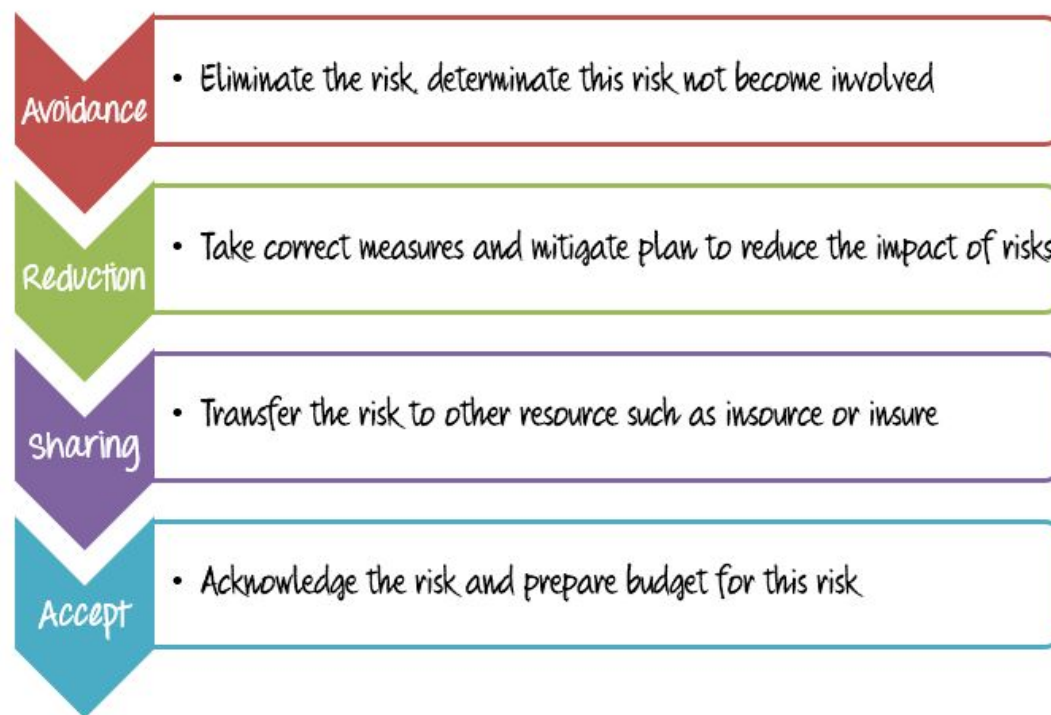 Avoidance
• Eliminate the risk, determinate this risk not become involved
Reduction
• Take correct measures and mitigate plan to reduce the impact of risks
Sharing
• Transfer the risk to other resource such as insource or insure
Accept
• Acknowledge the risk and prepare budget for this risk